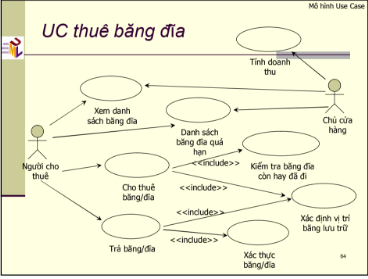 Mô hình Use Case
UC thuê băng đĩa
Tính doanh
thu
Xem danh
sách băng đĩa
Danh sách
băng đĩa quá
hạn
Chủ cửa
hàng
Người cho
thuê
<<include>>
Kiểm tra băng đĩa
còn hay đã đi
Cho thuê
băng/đĩa
<<include>>
<<include>>
Xác định vị trí
băng lưu trữ
Trả băng/đĩa
<<include>>
Xác thực
băng/đĩa
64